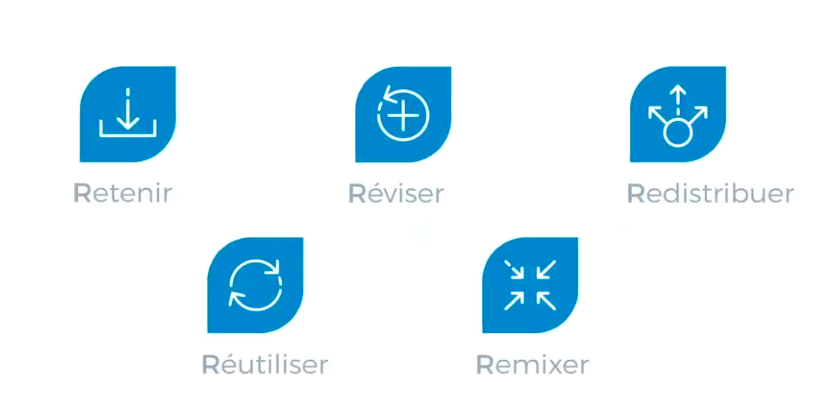 Retenir
Réviser
Redistribuer
Réutiliser
Remixer